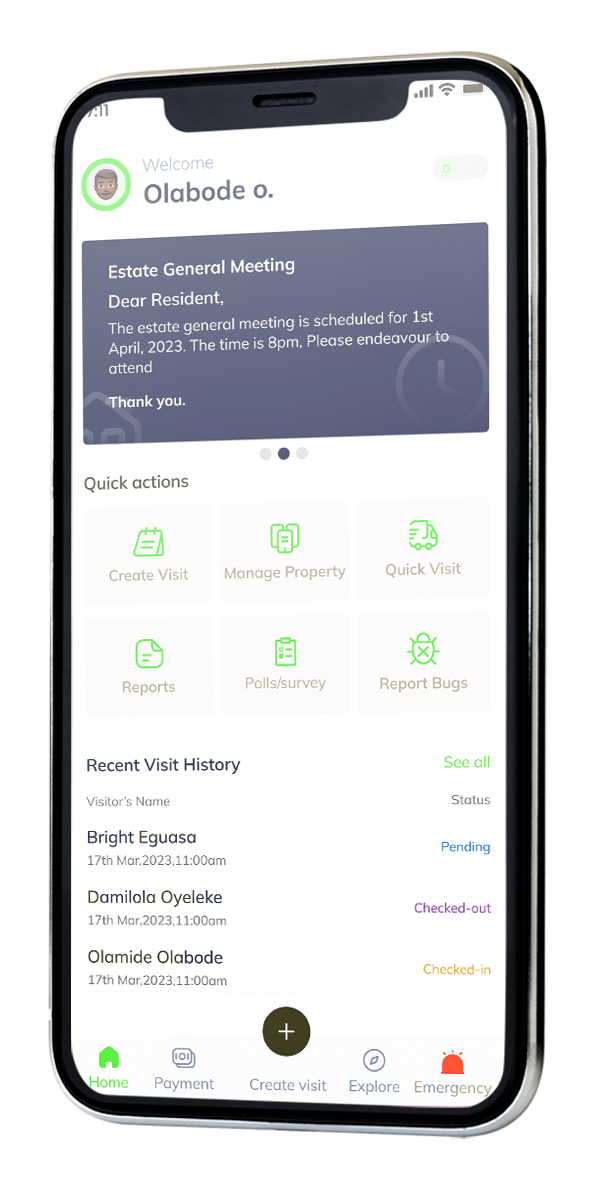 7:11
Welcome
Olabode o.
Estate General Meeting
Dear Resident,
The estate general meeting is scheduled for 1st
April, 2023. The time is 8pm, Please endeavour to
attend
Thank you.
Quick actions
Create Visit
Manage Property
Quick Visit
Reports
Polls/survey
Report Bugs
Recent Visit History
See all
Visitor's Name
Status
Bright Eguasa
Pending
17th Mar,2023,11:00am
Damilola Oyeleke
Checked-out
17th Mar,2023,11:00am
Olamide Olabode
Checked-in
17th Mar,2023,11:00am
Home
Payment
Create visit
Explore
Emergency